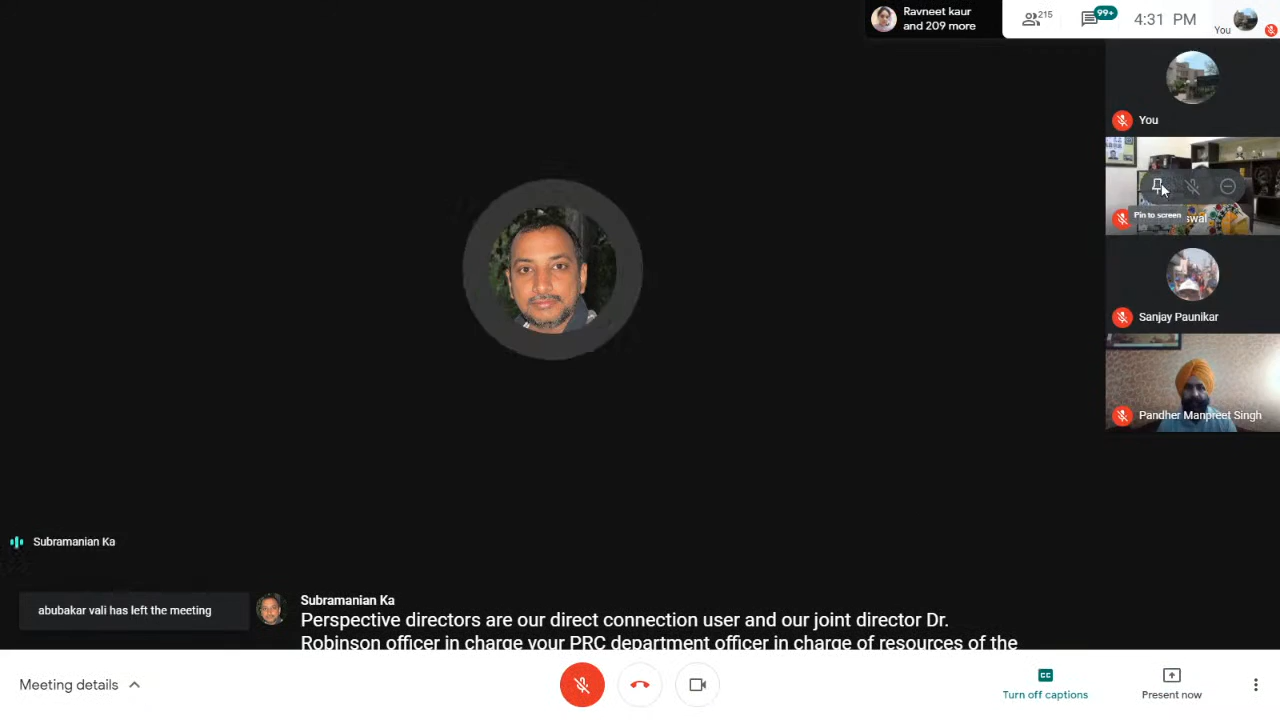 Ravneet kaur
and 209 more
215
99+
4:31 PM
You
You
Pin to screen
swal
Sanjay Paunikar
Pandher Manpreet Singh
Subramanian Ka
abubakar vali has left the meeting
Subramanian Ka
Perspective directors are our direct connection user and our joint director Dr.
Robinson officer in charge your PRC department officer in charge of resources of the
Meeting details
CC
Turn off captions
Present now